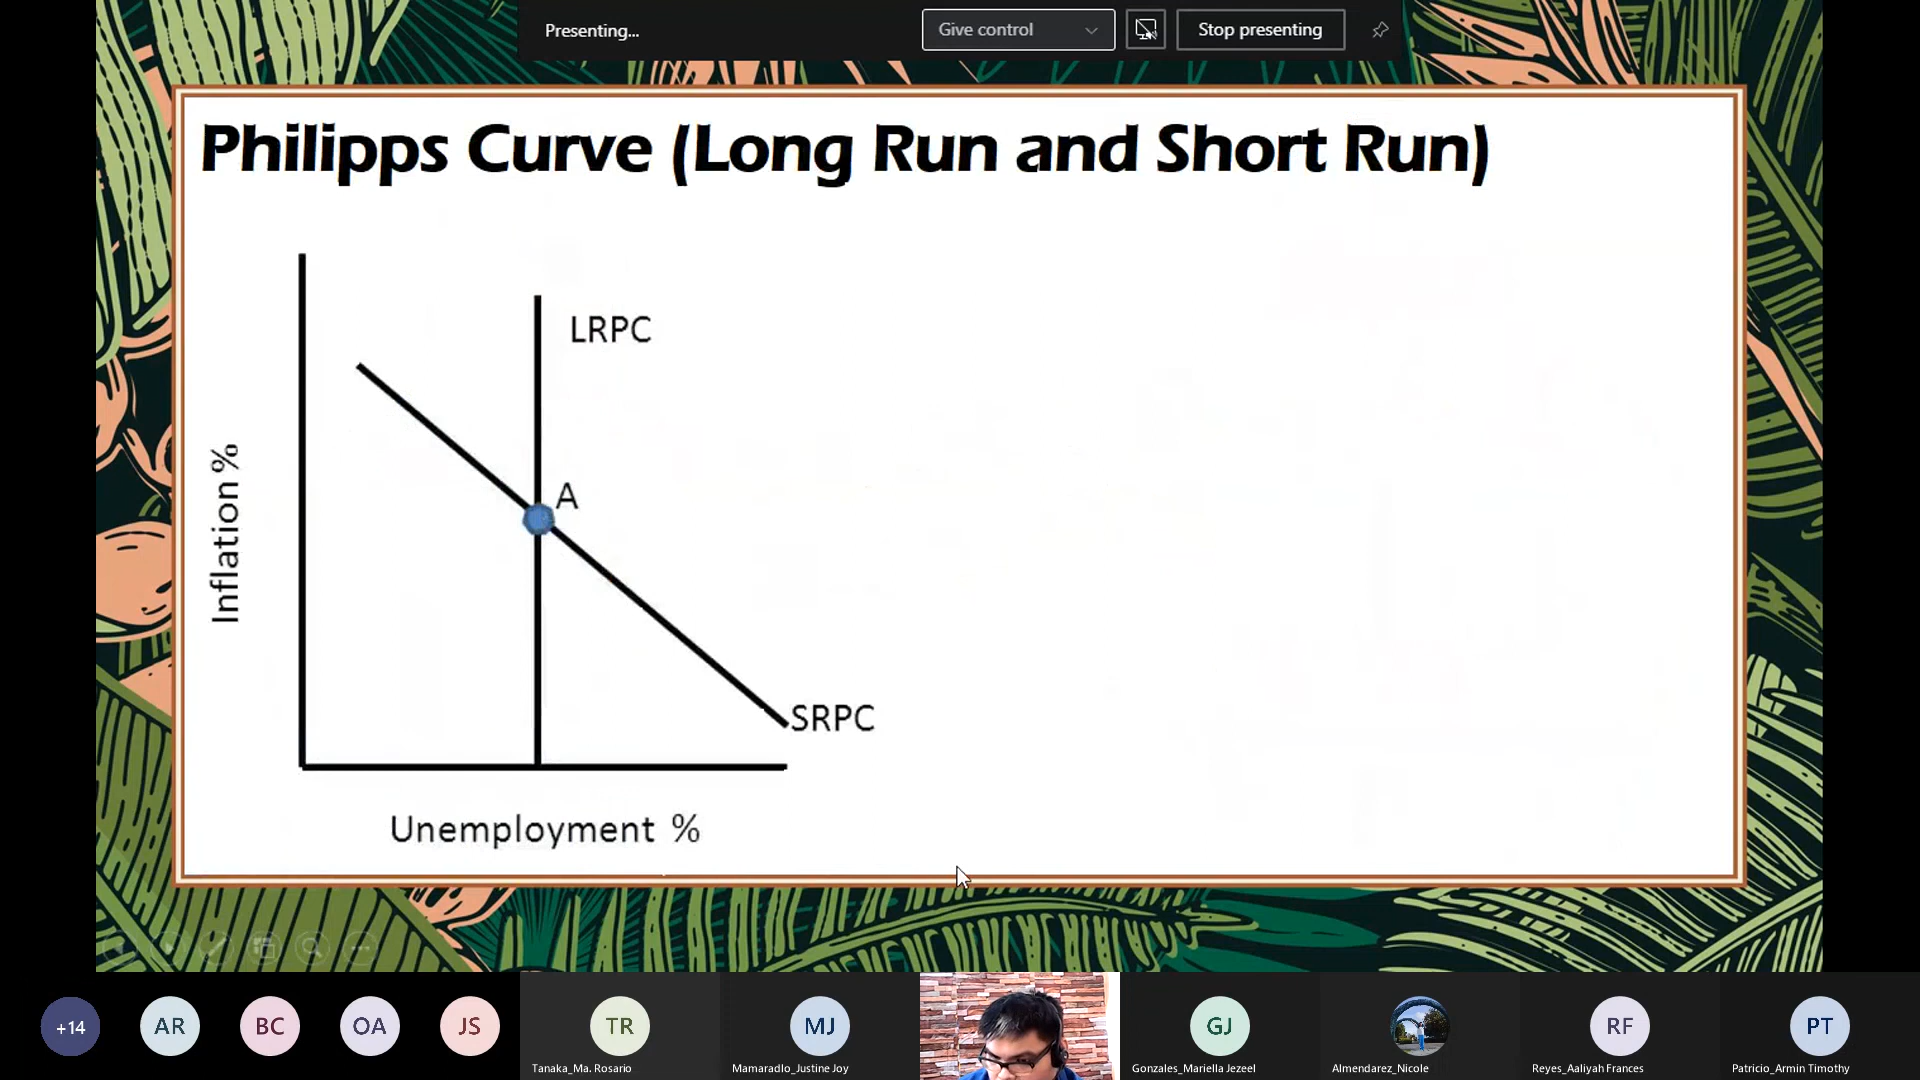 Presenting...
Give control
Stop presenting
Philipps Curve (Long Run and Short Run)
LRPC
A
Inflation %
SRPC
Unemployment %
+14
AR
BC
OA
JS
TR
MJ
GJ
RF
PT
Tanaka_Ma. Rosario
Mamaradlo_Justine Joy
Gonzales_Mariella Jezeel
Almendarez_Nicole
Reyes_Aaliyah Frances
Patricio_Armin Timothy